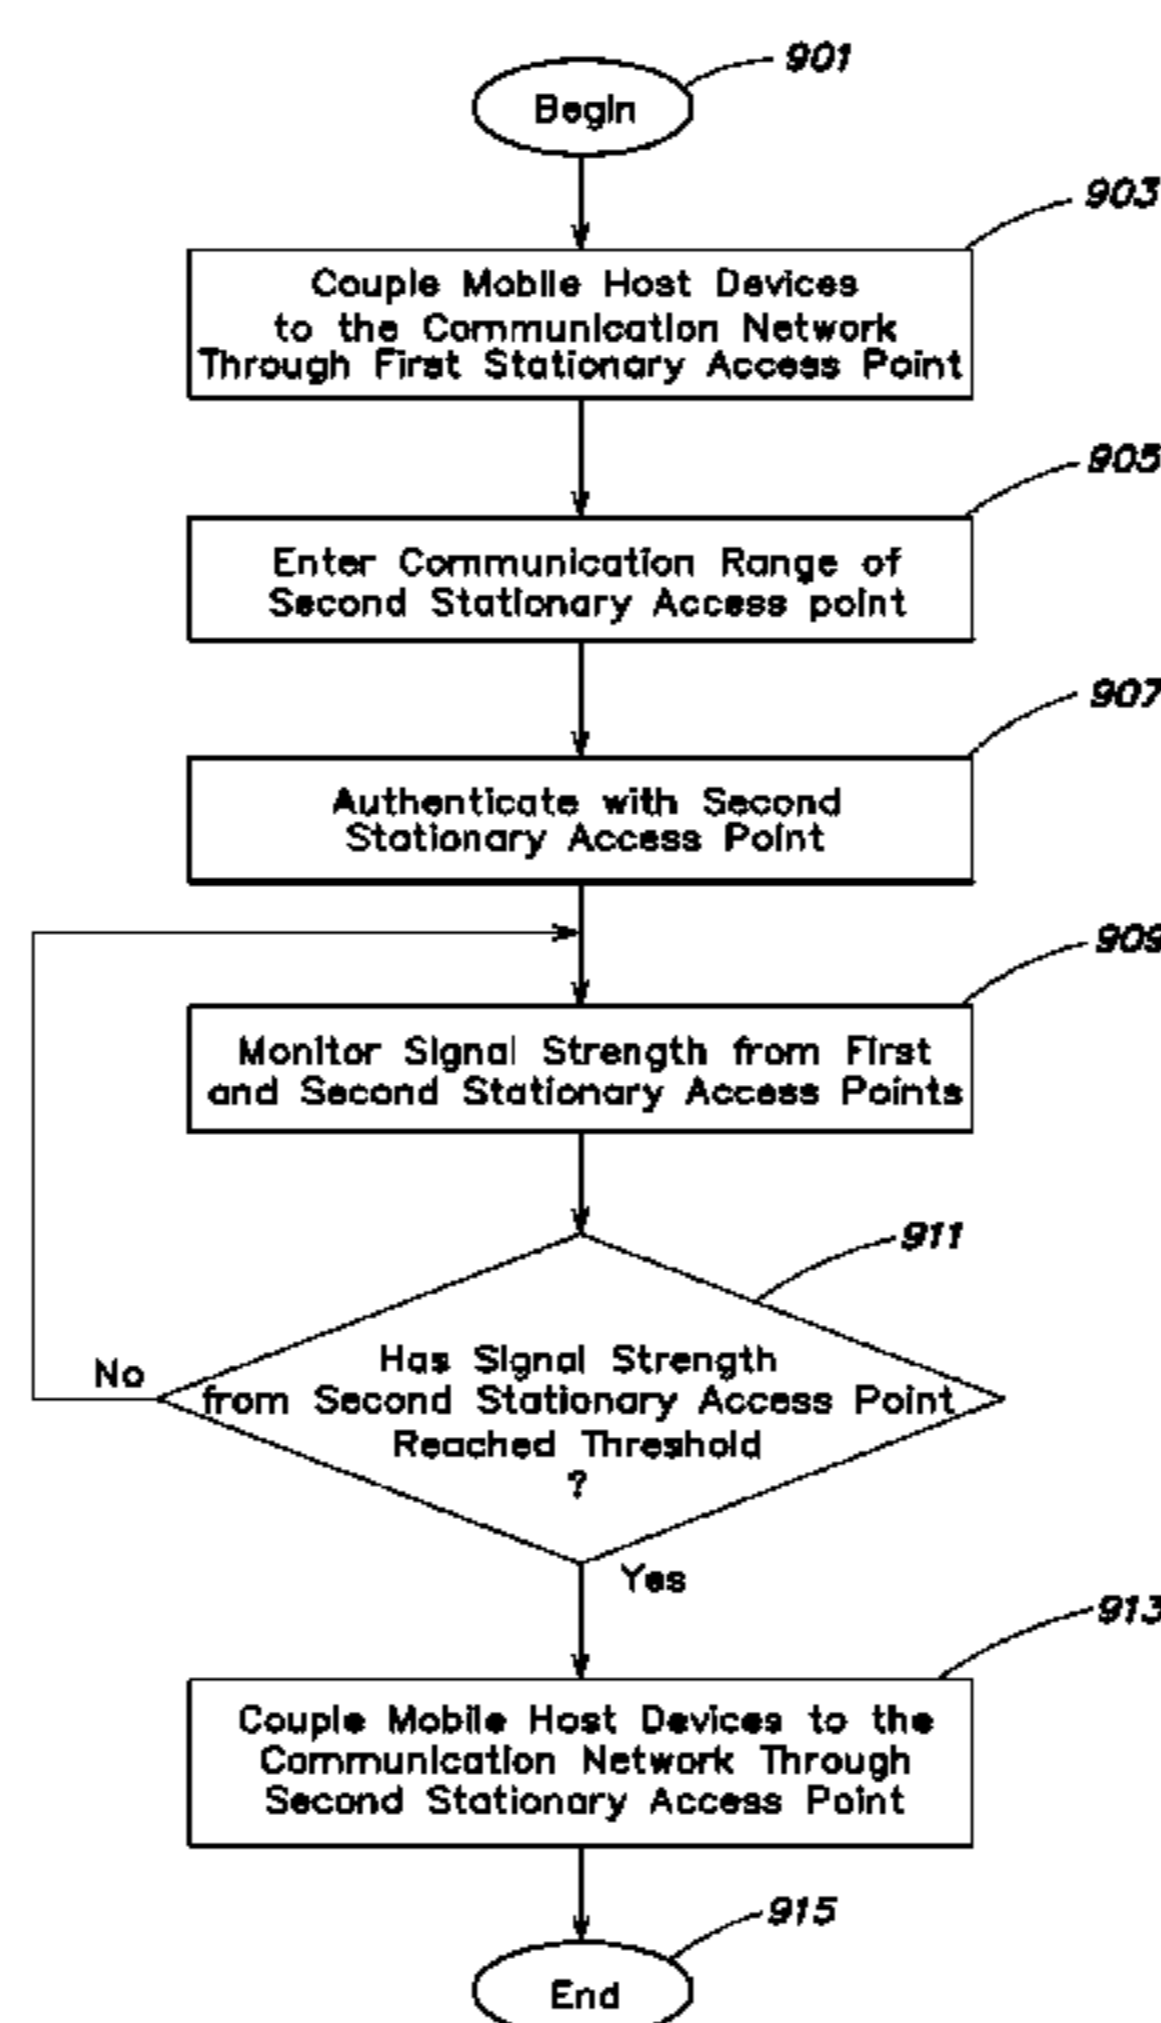 901
Begin
903
Couple Mobile Host Devices
to the Communication Network
Through First Stationary Access Point
905
Enter Communication Range of
Second Stationary Access point
907
Authenticate with Second
Stationary Access Point
909
Monitor Signal Strength from First
and Second Stationary Access Points
911
Has Signal Strength
from Second Stationary Access Point
Reached Threshold
?
No
Yes
913
Couple Mobile Host Devices to the
Communication Network Through
Second Stationary Access Point
915
End